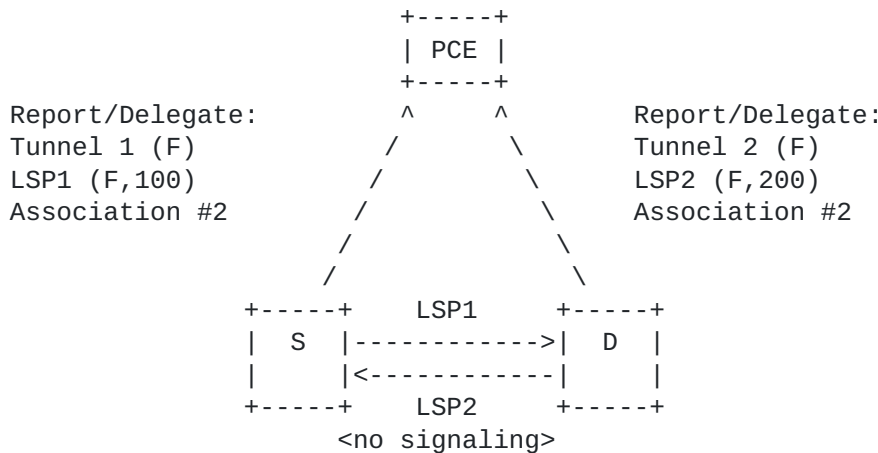 +-----+
| PCE |
+-----+
Report/Delegate: ^ ^ Report/Delegate:
Tunnel 1 (F) / \ Tunnel 2 (F)
LSP1 (F,100) / \ LSP2 (F,200)
Association #2 / \ Association #2
/ \
/ \
+-----+ LSP1 +-----+
| S |------------>| D |
| |<------------| |
+-----+ LSP2 +-----+
<no signaling>